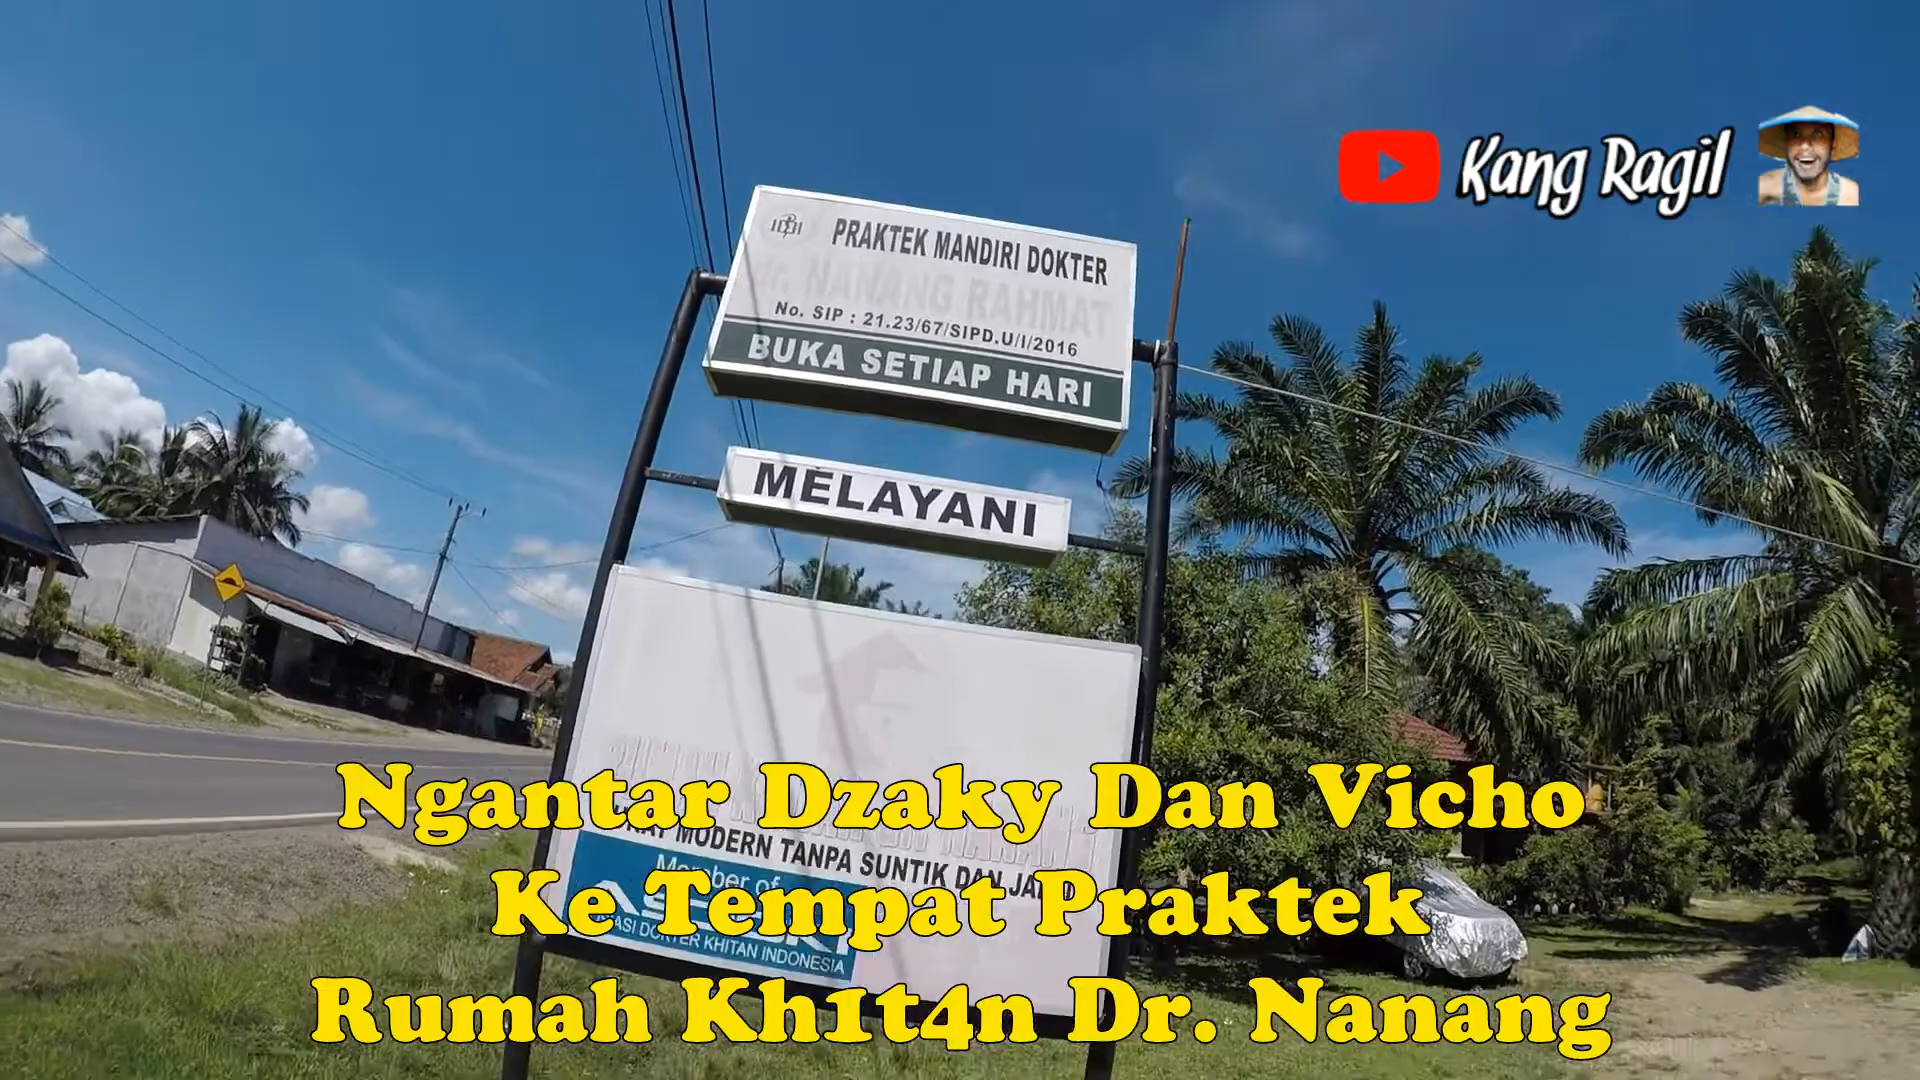 Kang Ragil
PRAKTEK MANDIRI DOKTER
dr. NANANG RAHMAT
No. SIP : 21.23/67/SIPD.U/I/2016
BUKA SETIAP HARI
MELAYANI
Ngantar Dzaky Dan Vicho
MODERN TANPA SUNTIK DAN
Member of
Ke Tempat Praktek
DOKTER KHITAN INDONESIA
Rumah Kh1t4n Dr. Nanang